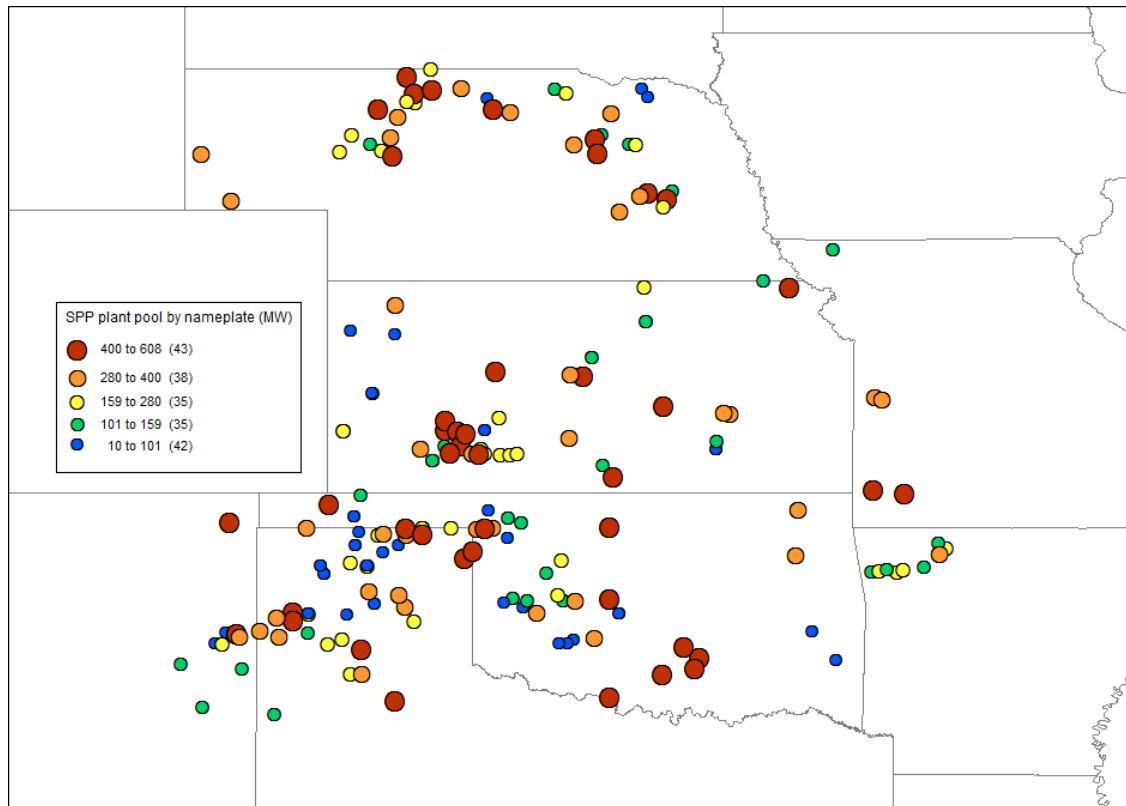 SPP plant pool by nameplate (MW)
400 to 608 (43)
280 to 400 (38)
159 to 280 (35)
101 to 159 (35)
10 to 101 (42)